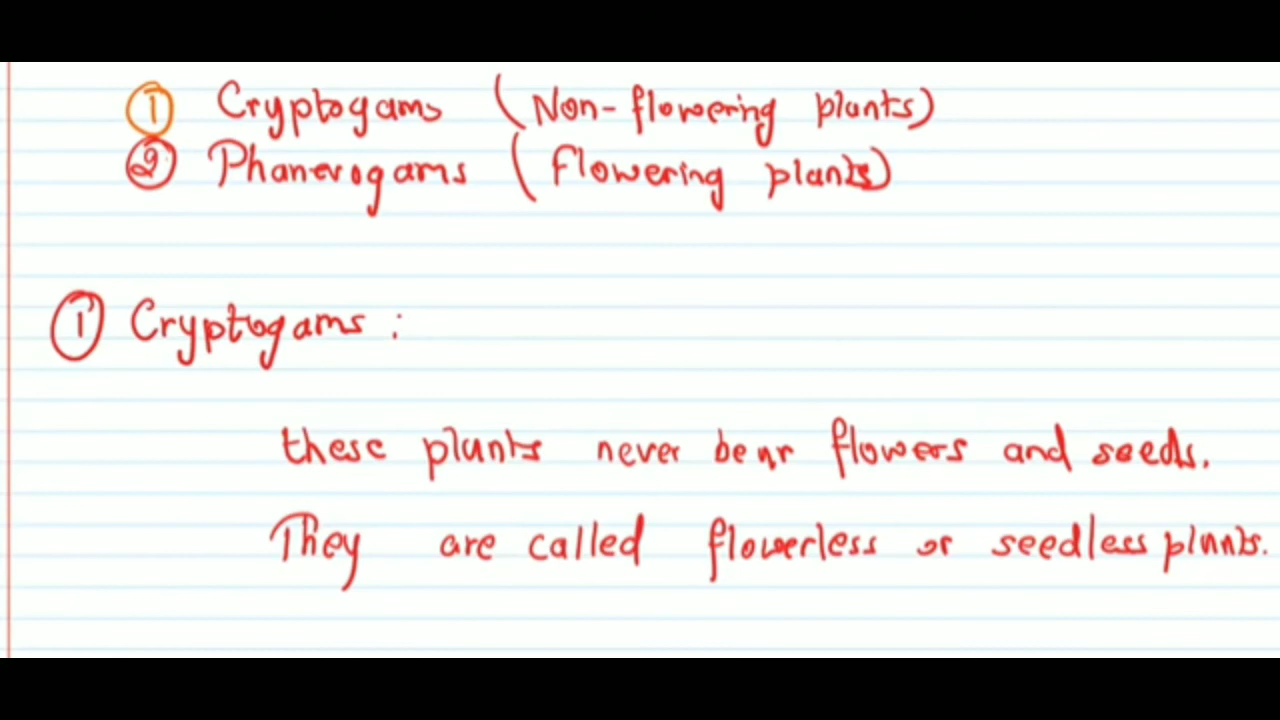 ① Cryptogams (Non-flowering plants)
② Phanerogams (Flowering plants)
① Cryptogams :
these plants never bear flowers and seeds.
They are called flowerless or seedless plants.